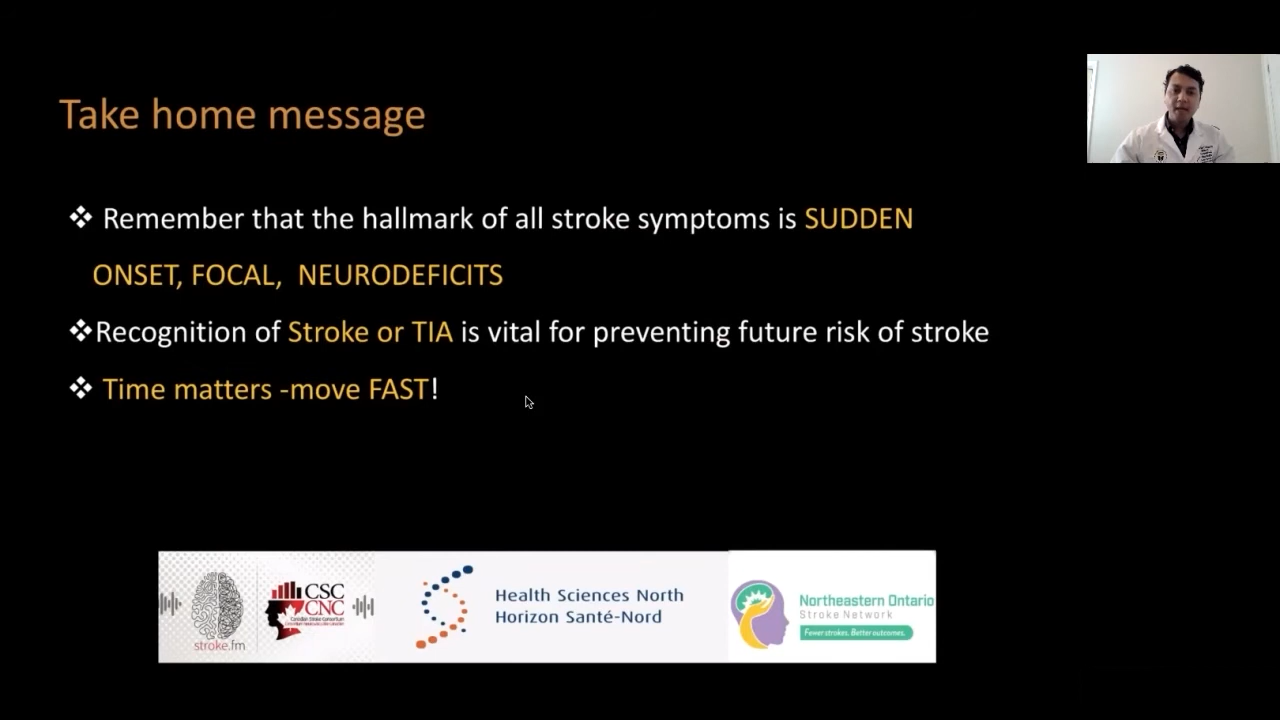 Take home message
❖ Remember that the hallmark of all stroke symptoms is SUDDEN
ONSET, FOCAL, NEURODEFICITS
❖Recognition of Stroke or TIA is vital for preventing future risk of stroke
❖ Time matters -move FAST!
stroke.fm
CSC
CNC
Canadian Stroke Consortium
Health Sciences North
Horizon Santé-Nord
Northeastern Ontario
Stroke Network
Fewer strokes. Better outcomes.